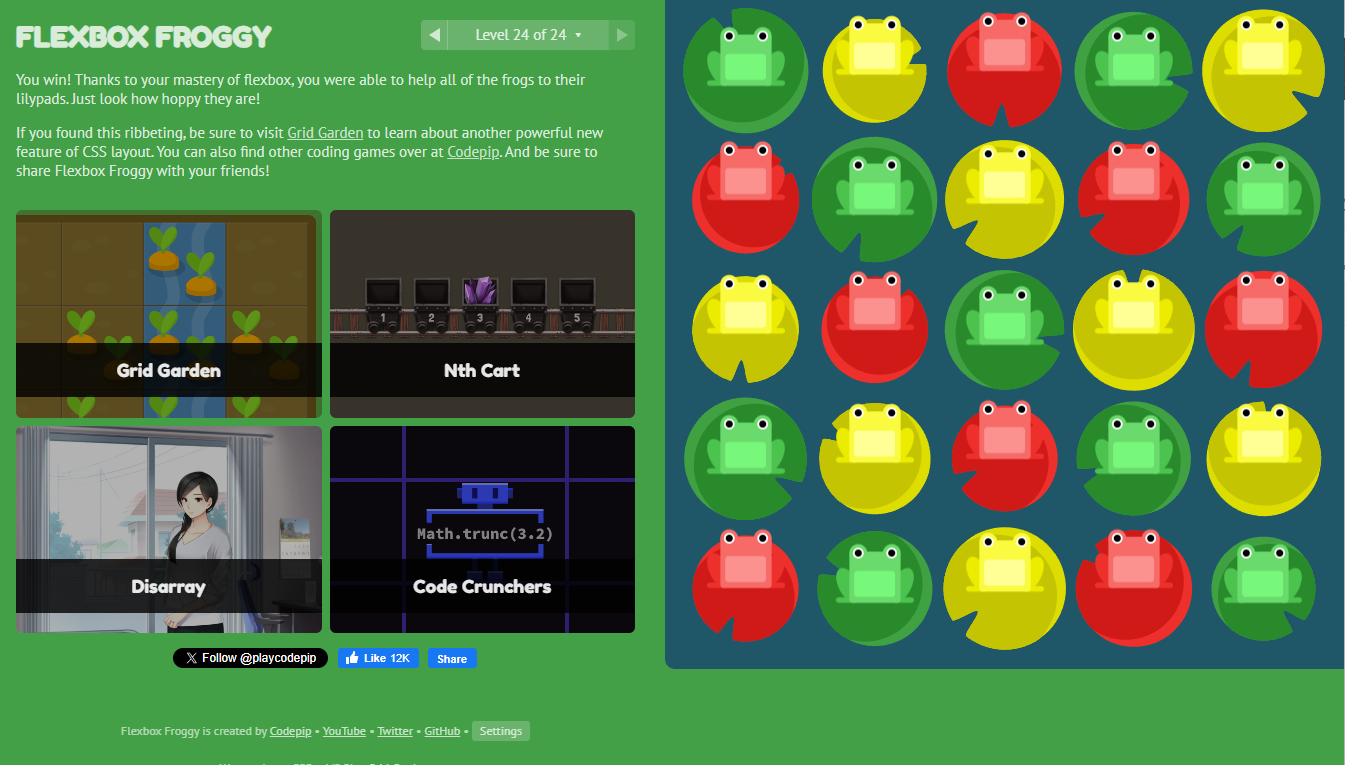 FLEXBOX FROGGY
Level 24 of 24
You win! Thanks to your mastery of flexbox, you were able to help all of the frogs to their
lilypads. Just look how hoppy they are!
If you found this ribbeting, be sure to visit Grid Garden to learn about another powerful new
feature of CSS layout. You can also find other coding games over at Codepip. And be sure to
share Flexbox Froggy with your friends!
1 2 3 4 5
Grid Garden
Nth Cart
Math.trunc(3.2)
Disarray
Code Crunchers
X Follow @playcodepip
Like 12K
Share
Flexbox Froggy is created by Codepip • YouTube • Twitter • GitHub • Settings